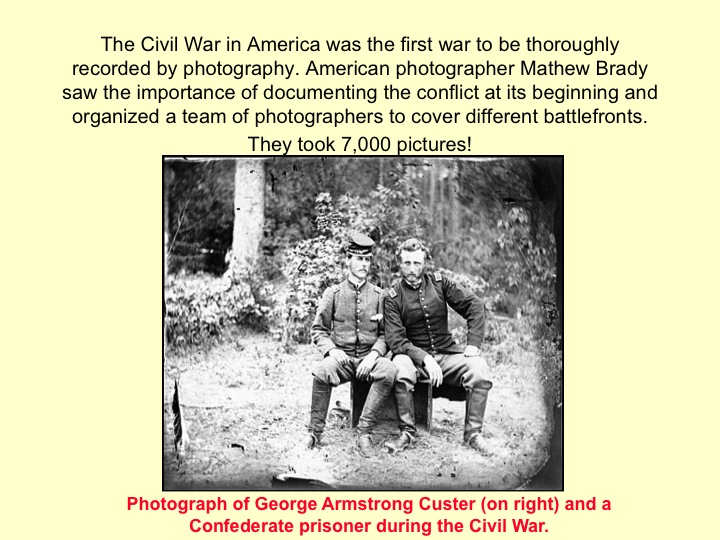 The Civil War in America was the first war to be thoroughly
recorded by photography. American photographer Mathew Brady
saw the importance of documenting the conflict at its beginning and
organized a team of photographers to cover different battlefronts.
They took 7,000 pictures!
Photograph of George Armstrong Custer (on right) and a
Confederate prisoner during the Civil War.